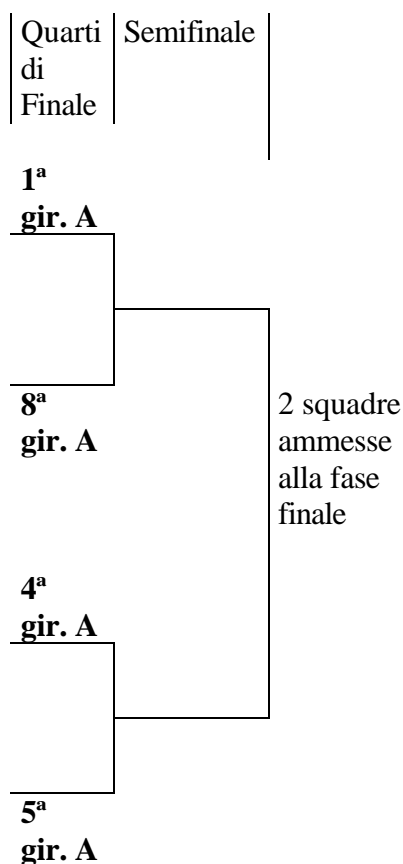 Quarti Semifinale
di
Finale
1ª
gir. A
8ª
gir. A
2 squadre
ammesse
alla fase
finale
4ª
gir. A
5ª
gir. A